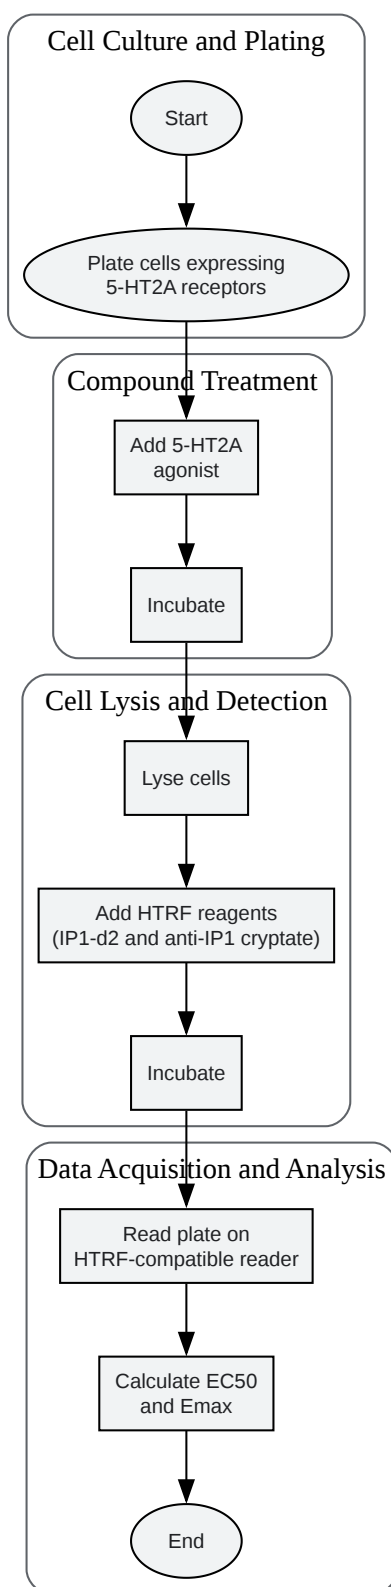 Cell Culture and Plating
Start
Plate cells expressing
5-HT2A receptors
Compound Treatment
Add 5-HT2A
agonist
Incubate
Cell Lysis and Detection
Lyse cells
Add HTRF reagents
(IP1-d2 and anti-IP1 cryptate)
Incubate
Data Acquisition and Analysis
Read plate on
HTRF-compatible reader
Calculate EC50
and Emax
End